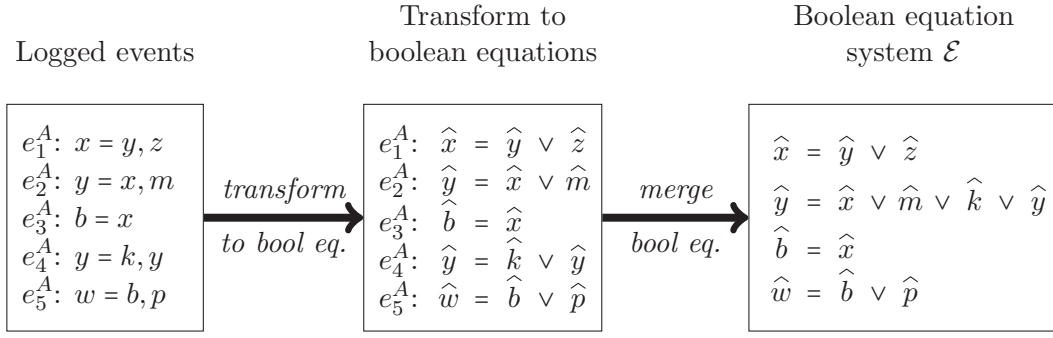 Logged events
Transform to
boolean equations
Boolean equation
system ℰ
e₁ᴬ: x = y, z
e₂ᴬ: y = x, m
e₃ᴬ: b = x
e₄ᴬ: y = k, y
e₅ᴬ: w = b, p
transform
to bool eq.
e₁ᴬ: x̂ = ŷ ∨ ẑ
e₂ᴬ: ŷ = x̂ ∨ m̂
e₃ᴬ: b̂ = x̂
e₄ᴬ: ŷ = k̂ ∨ ŷ
e₅ᴬ: ŵ = b̂ ∨ p̂
merge
bool eq.
x̂ = ŷ ∨ ẑ
ŷ = x̂ ∨ m̂ ∨ k̂ ∨ ŷ
b̂ = x̂
ŵ = b̂ ∨ p̂